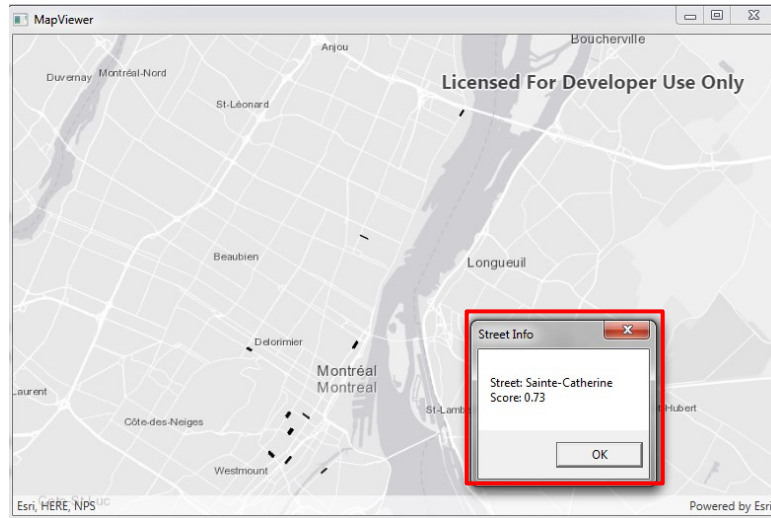 MapViewer
Boucherville
Anjou
Duvernay Montréal-Nord
Licensed For Developer Use Only
St-Léonard
Beaubien
Longueuil
Street Info
Delorimier
Montréal
Montreal
Street: Sainte-Catherine
Score: 0.73
Laurent
St-Lamb
Hubert
Côte-des-Neiges
OK
Westmount
Esri, HERE, NPS
Powered by Esri